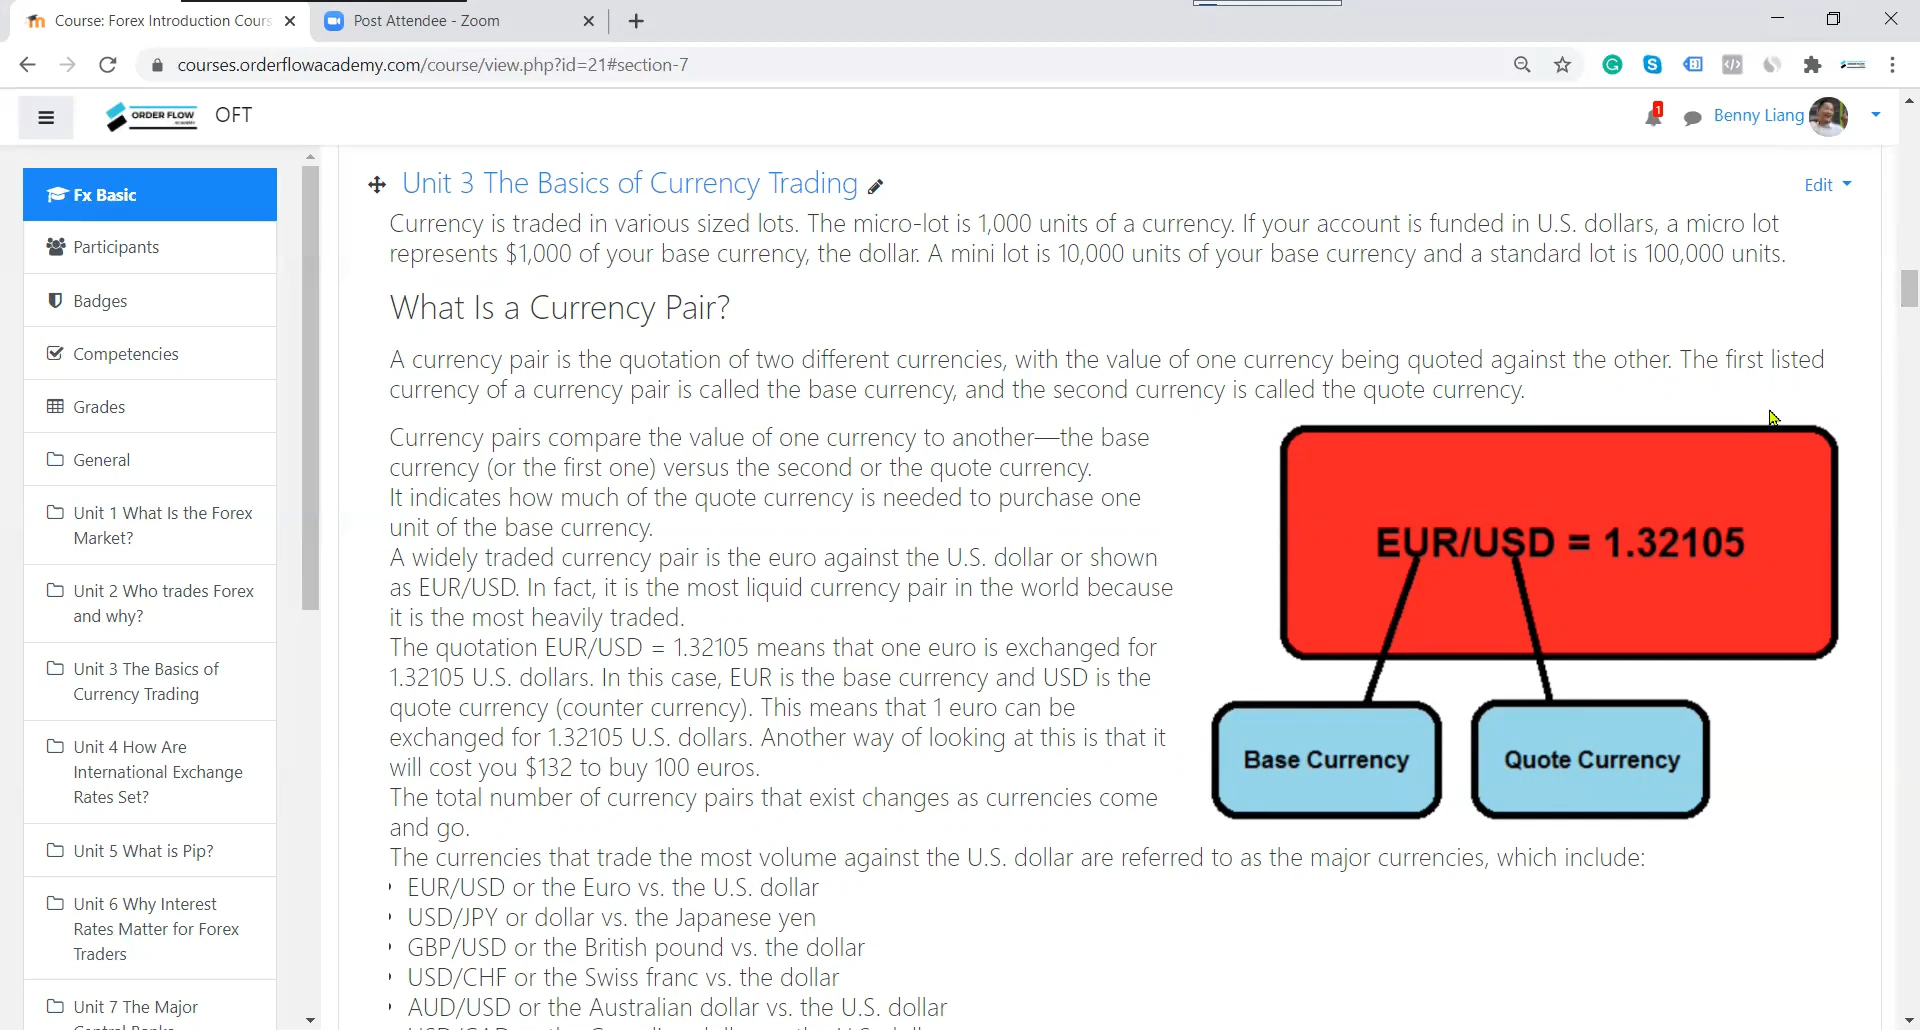 Course: Forex Introduction Cours
Post Attendee - Zoom
courses.orderflowacademy.com/course/view.php?id=21#section-7
ORDER FLOW
ACADEMY
OFT
1
Benny Liang
Fx Basic
Participants
Badges
Competencies
Grades
General
Unit 1 What Is the Forex
Market?
Unit 2 Who trades Forex
and why?
Unit 3 The Basics of
Currency Trading
Unit 4 How Are
International Exchange
Rates Set?
Unit 5 What is Pip?
Unit 6 Why Interest
Rates Matter for Forex
Traders
Unit 7 The Major
Unit 3 The Basics of Currency Trading
Edit
Currency is traded in various sized lots. The micro-lot is 1,000 units of a currency. If your account is funded in U.S. dollars, a micro lot
represents $1,000 of your base currency, the dollar. A mini lot is 10,000 units of your base currency and a standard lot is 100,000 units.
What Is a Currency Pair?
A currency pair is the quotation of two different currencies, with the value of one currency being quoted against the other. The first listed
currency of a currency pair is called the base currency, and the second currency is called the quote currency.
Currency pairs compare the value of one currency to another—the base
currency (or the first one) versus the second or the quote currency.
It indicates how much of the quote currency is needed to purchase one
unit of the base currency.
A widely traded currency pair is the euro against the U.S. dollar or shown
as EUR/USD. In fact, it is the most liquid currency pair in the world because
it is the most heavily traded.
The quotation EUR/USD = 1.32105 means that one euro is exchanged for
1.32105 U.S. dollars. In this case, EUR is the base currency and USD is the
quote currency (counter currency). This means that 1 euro can be
exchanged for 1.32105 U.S. dollars. Another way of looking at this is that it
will cost you $132 to buy 100 euros.
The total number of currency pairs that exist changes as currencies come
and go.
EUR/USD = 1.32105
Base Currency
Quote Currency
The currencies that trade the most volume against the U.S. dollar are referred to as the major currencies, which include:
EUR/USD or the Euro vs. the U.S. dollar
USD/JPY or dollar vs. the Japanese yen
GBP/USD or the British pound vs. the dollar
USD/CHF or the Swiss franc vs. the dollar
AUD/USD or the Australian dollar vs. the U.S. dollar